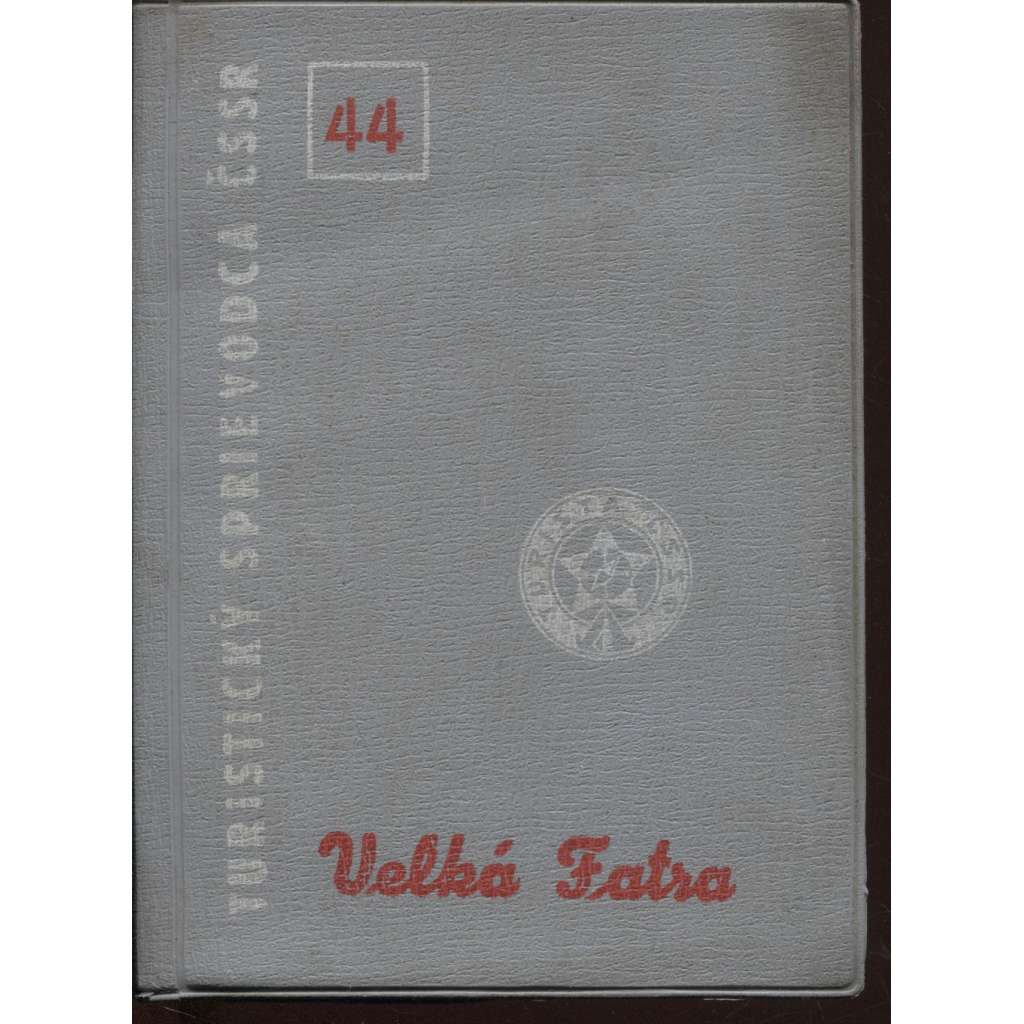 44
TURISTICKÝ SPRIEVODCA ČSSR
Velká Fatra